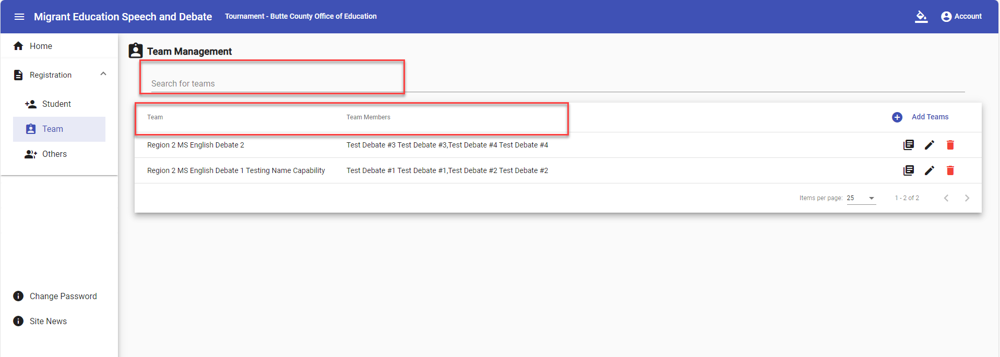 Migrant Education Speech and Debate
Tournament - Butte County Office of Education
Account
Home
Registration
Student
Team
Others
Change Password
Site News
Team Management
Search for teams
Team Team Members Add Teams
Region 2 MS English Debate 2 Test Debate #3 Test Debate #3,Test Debate #4 Test Debate #4
Region 2 MS English Debate 1 Testing Name Capability Test Debate #1 Test Debate #1,Test Debate #2 Test Debate #2
Items per page: 25 1 - 2 of 2